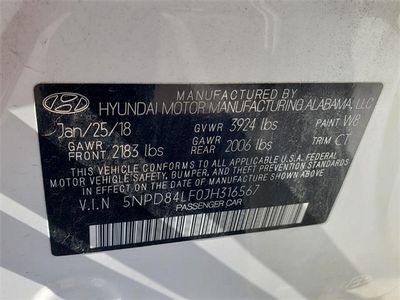 MANUFACTURED BY
HYUNDAI MOTOR MANUFACTURING ALABAMA, LLC
Jan/25/18 GVWR 3924 lbs PAINT W8
GAWR FRONT 2183 lbs GAWR REAR 2006 lbs TRIM CT
THIS VEHICLE CONFORMS TO ALL APPLICABLE U.S. FEDERAL
MOTOR VEHICLE SAFETY, BUMPER, AND THEFT PREVENTION STANDARDS
IN EFFECT ON THE DATE OF MANUFACTURE SHOWN ABOVE.
V.I.N 5NPD84LF0JH316567
PASSENGER CAR